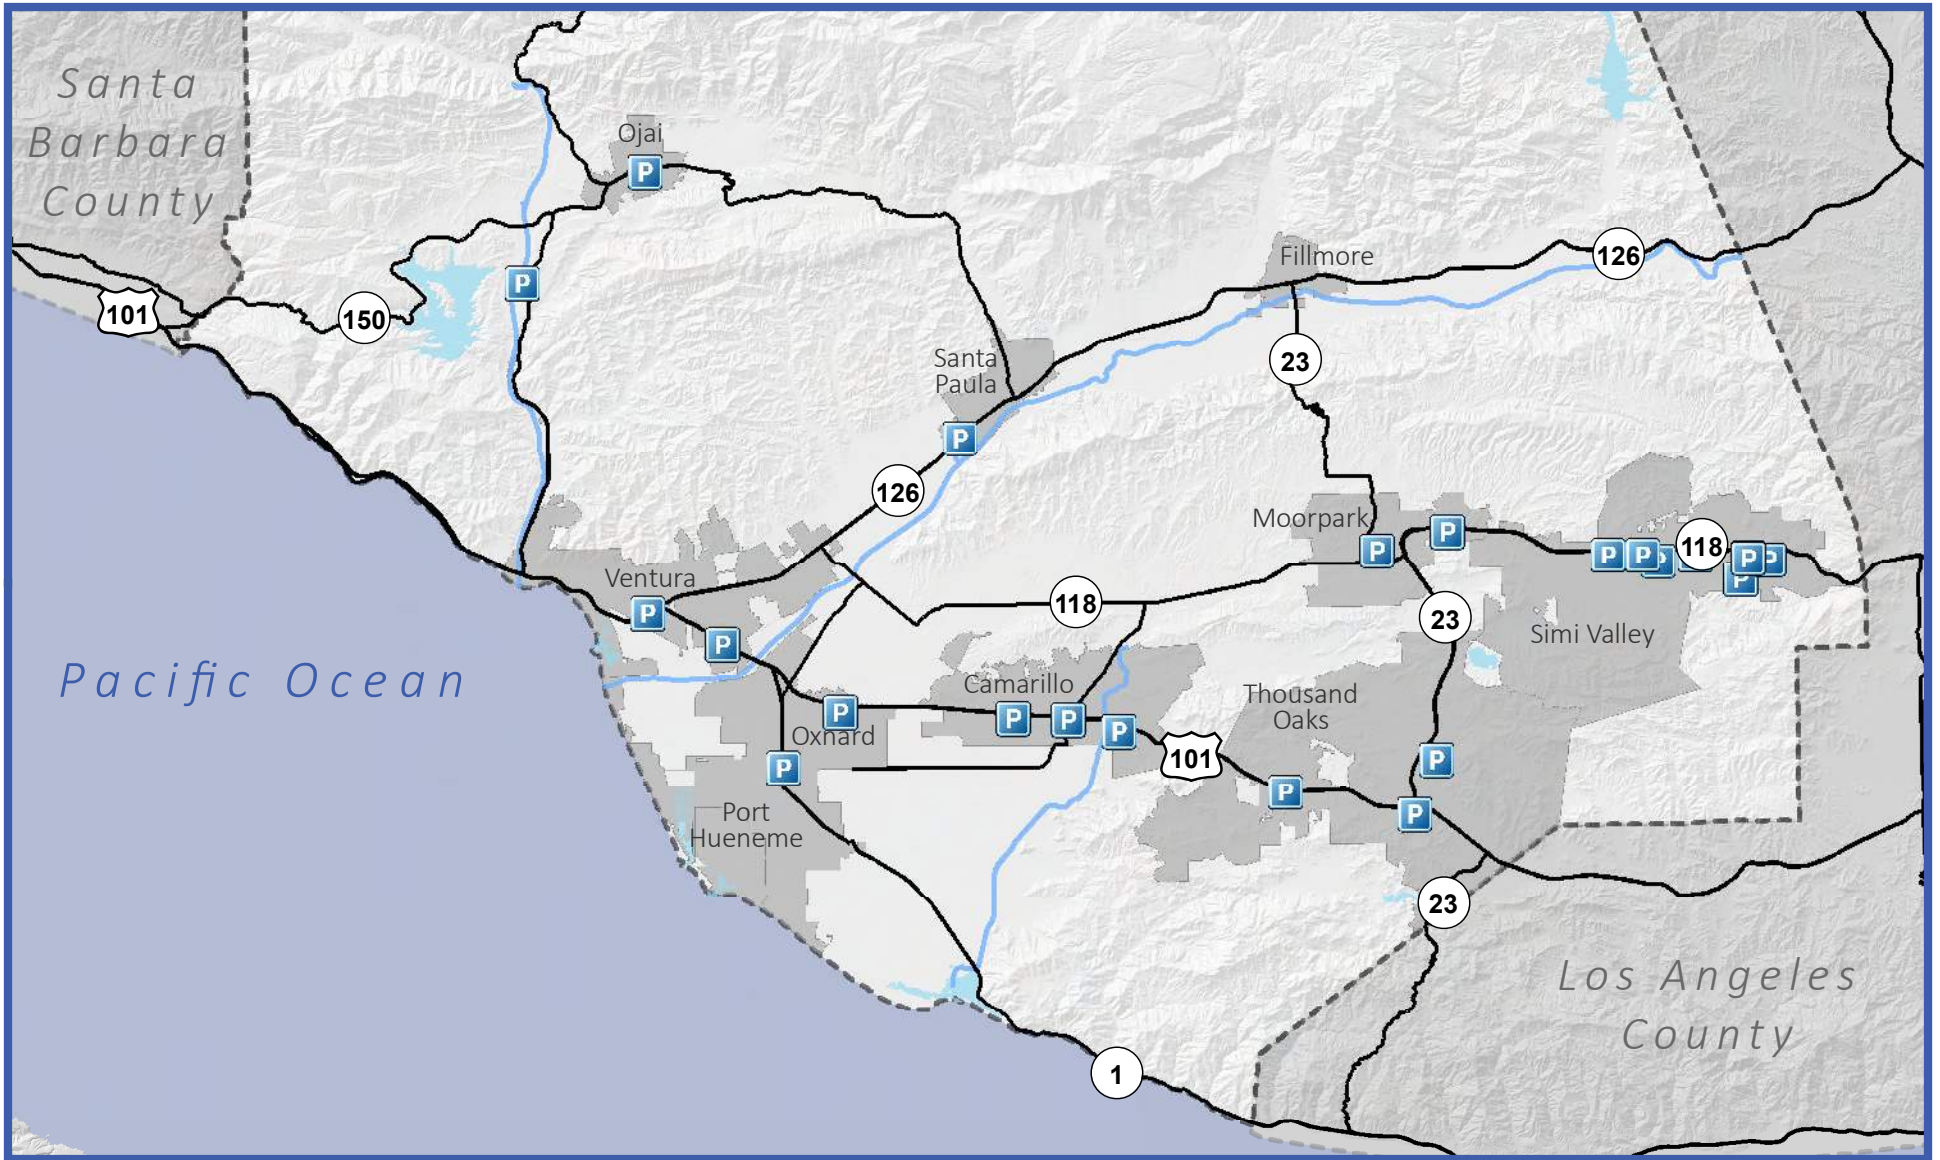 Santa
Barbara
County
Ojai
P
P
Fillmore
126
101
150
Santa
Paula
23
P
126
Moorpark
P
P
P
P
P
118
P
P
P
Ventura
P
118
23
Simi Valley
P
Pacific Ocean
Camarillo
Thousand
Oaks
P
P
P
P
Oxnard
101
P
P
P
P
Port
Hueneme
23
Los Angeles
County
1